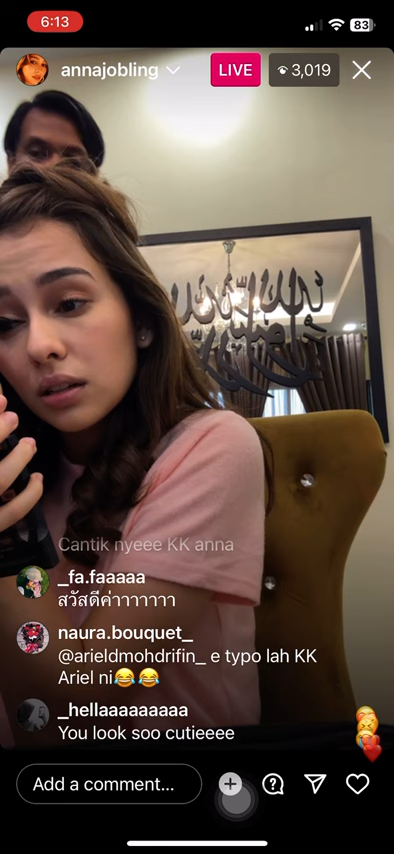 6:13
83
annajobling
LIVE
3,019
Cantik nyeee KK anna
_fa.faaaaa
สวัสดีค่าาาาาาา
naura.bouquet_
@arieldmohdrifin_ e typo lah KK
Ariel ni😂😂
_hellaaaaaaaaa
You look soo cutieeee
Add a comment...